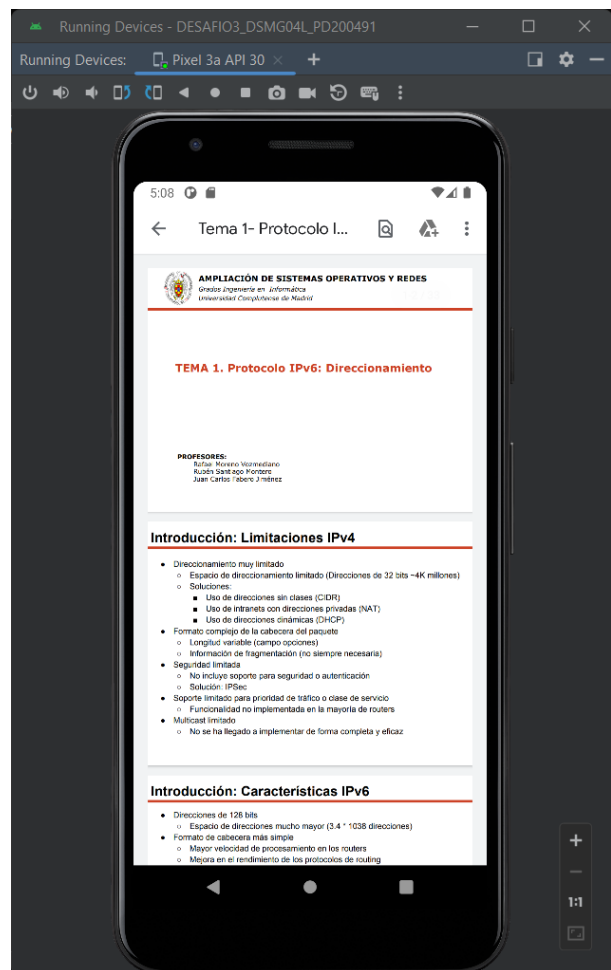 Running Devices - DESAFIO3_DSMG04L_PD200491
Running Devices: Pixel 3a API 30
5:08
Tema 1- Protocolo I...
AMPLIACIÓN DE SISTEMAS OPERATIVOS Y REDES
Grados Ingeniería en Informática
Universidad Complutense de Madrid
TEMA 1. Protocolo IPv6: Direccionamiento
PROFESORES:
Rafael Moreno Vozmediano
Rubén Santiago Montero
Juan Carlos Fabero Jiménez
Introducción: Limitaciones IPv4
Direccionamiento muy limitado
Espacio de direccionamiento limitado (Direcciones de 32 bits ~4K millones)
Soluciones:
Uso de direcciones sin clases (CIDR)
Uso de intranets con direcciones privadas (NAT)
Uso de direcciones dinámicas (DHCP)
Formato complejo de la cabecera del paquete
Longitud variable (campo opciones)
Información de fragmentación (no siempre necesaria)
Seguridad limitada
No incluye soporte para seguridad o autenticación
Solución: IPSec
Soporte limitado para prioridad de tráfico o clase de servicio
Funcionalidad no implementada en la mayoría de routers
Multicast limitado
No se ha llegado a implementar de forma completa y eficaz
Introducción: Características IPv6
Direcciones de 128 bits
Espacio de direcciones mucho mayor (3.4 * 1038 direcciones)
Formato de cabecera más simple
Mayor velocidad de procesamiento en los routers
Mejora en el rendimiento de los protocolos de routing
1:1